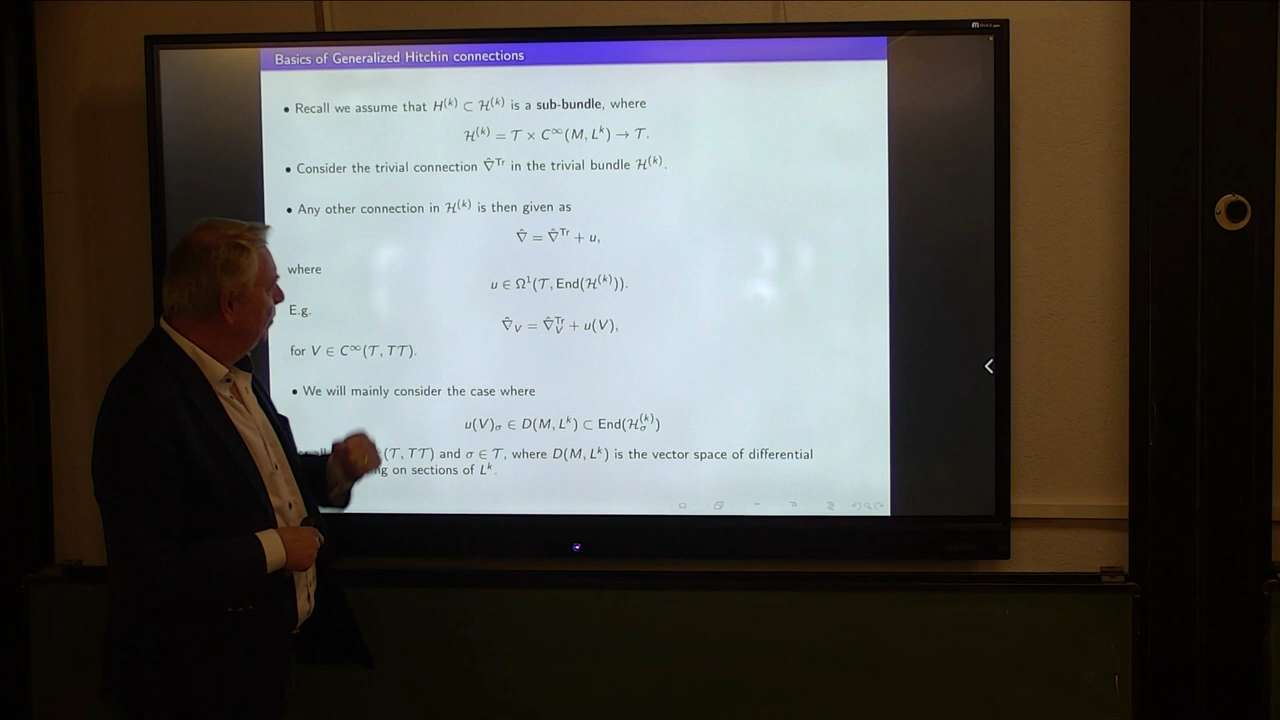 Basics of Generalized Hitchin connections
• Recall we assume that H^(k) ⊂ ℋ^(k) is a sub-bundle, where
ℋ^(k) = 𝒯 × C^∞(M, L^k) → 𝒯.
• Consider the trivial connection ∇̂^Tr in the trivial bundle ℋ^(k).
• Any other connection in ℋ^(k) is then given as
∇̂ = ∇̂^Tr + u,
where
u ∈ Ω^1(𝒯, End(ℋ^(k))).
E.g.
∇̂_V = ∇̂^Tr_V + u(V),
for V ∈ C^∞(𝒯, T𝒯).
• We will mainly consider the case where
u(V)_σ ∈ D(M, L^k) ⊂ End(ℋ^(k)_σ)
(𝒯, T𝒯) and σ ∈ 𝒯, where D(M, L^k) is the vector space of differential
on sections of L^k.